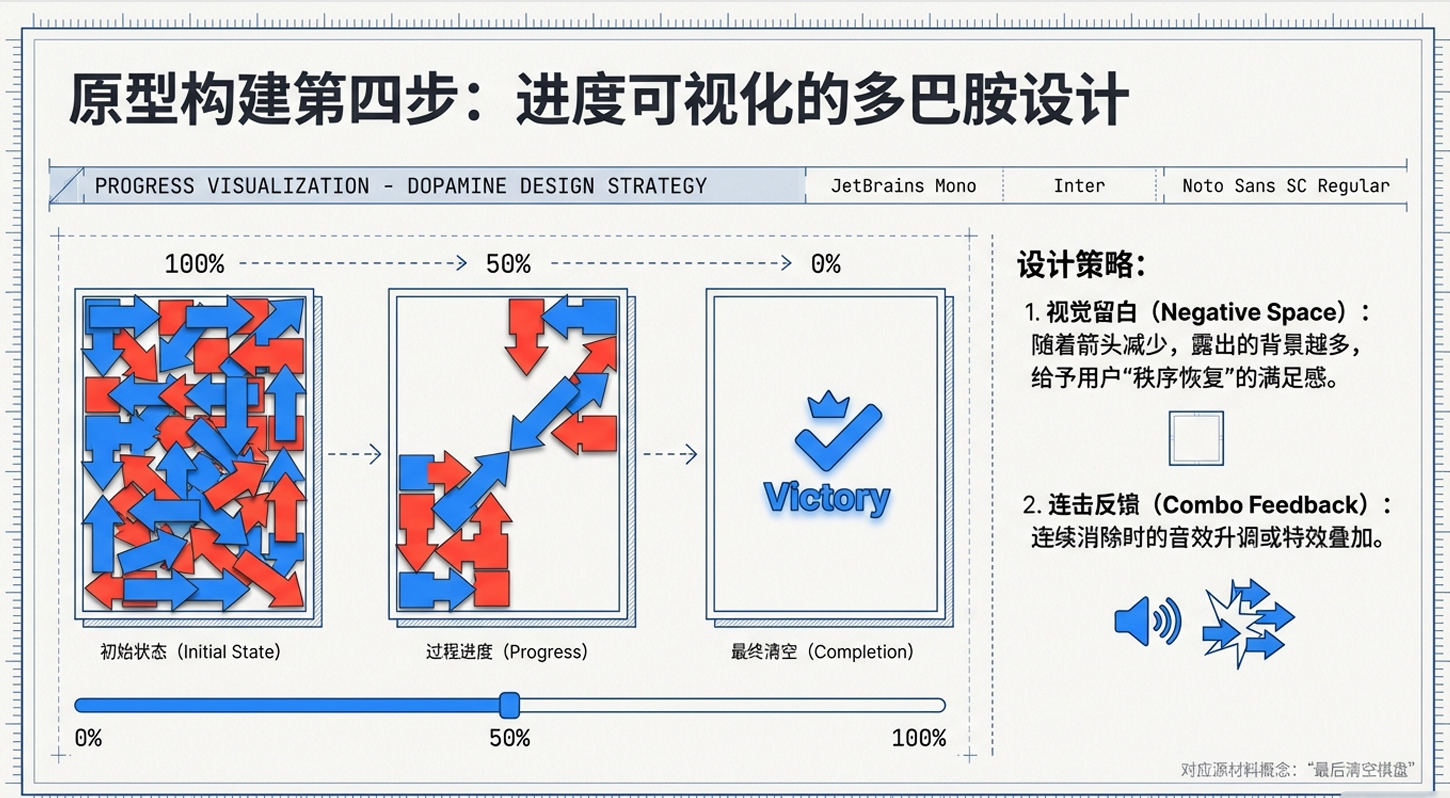 原型构建第四步：进度可视化的多巴胺设计
PROGRESS VISUALIZATION - DOPAMINE DESIGN STRATEGY
JetBrains Mono
Inter
Noto Sans SC Regular
100%
50%
0%
Victory
初始状态（Initial State）
过程进度（Progress）
最终清空（Completion）
0%
50%
100%
设计策略：
1. 视觉留白（Negative Space）：
随着箭头减少，露出的背景越多，
给予用户“秩序恢复”的满足感。
2. 连击反馈（Combo Feedback）：
连续消除时的音效升调或特效叠加。
对应源材料概念：“最后清空棋盘”